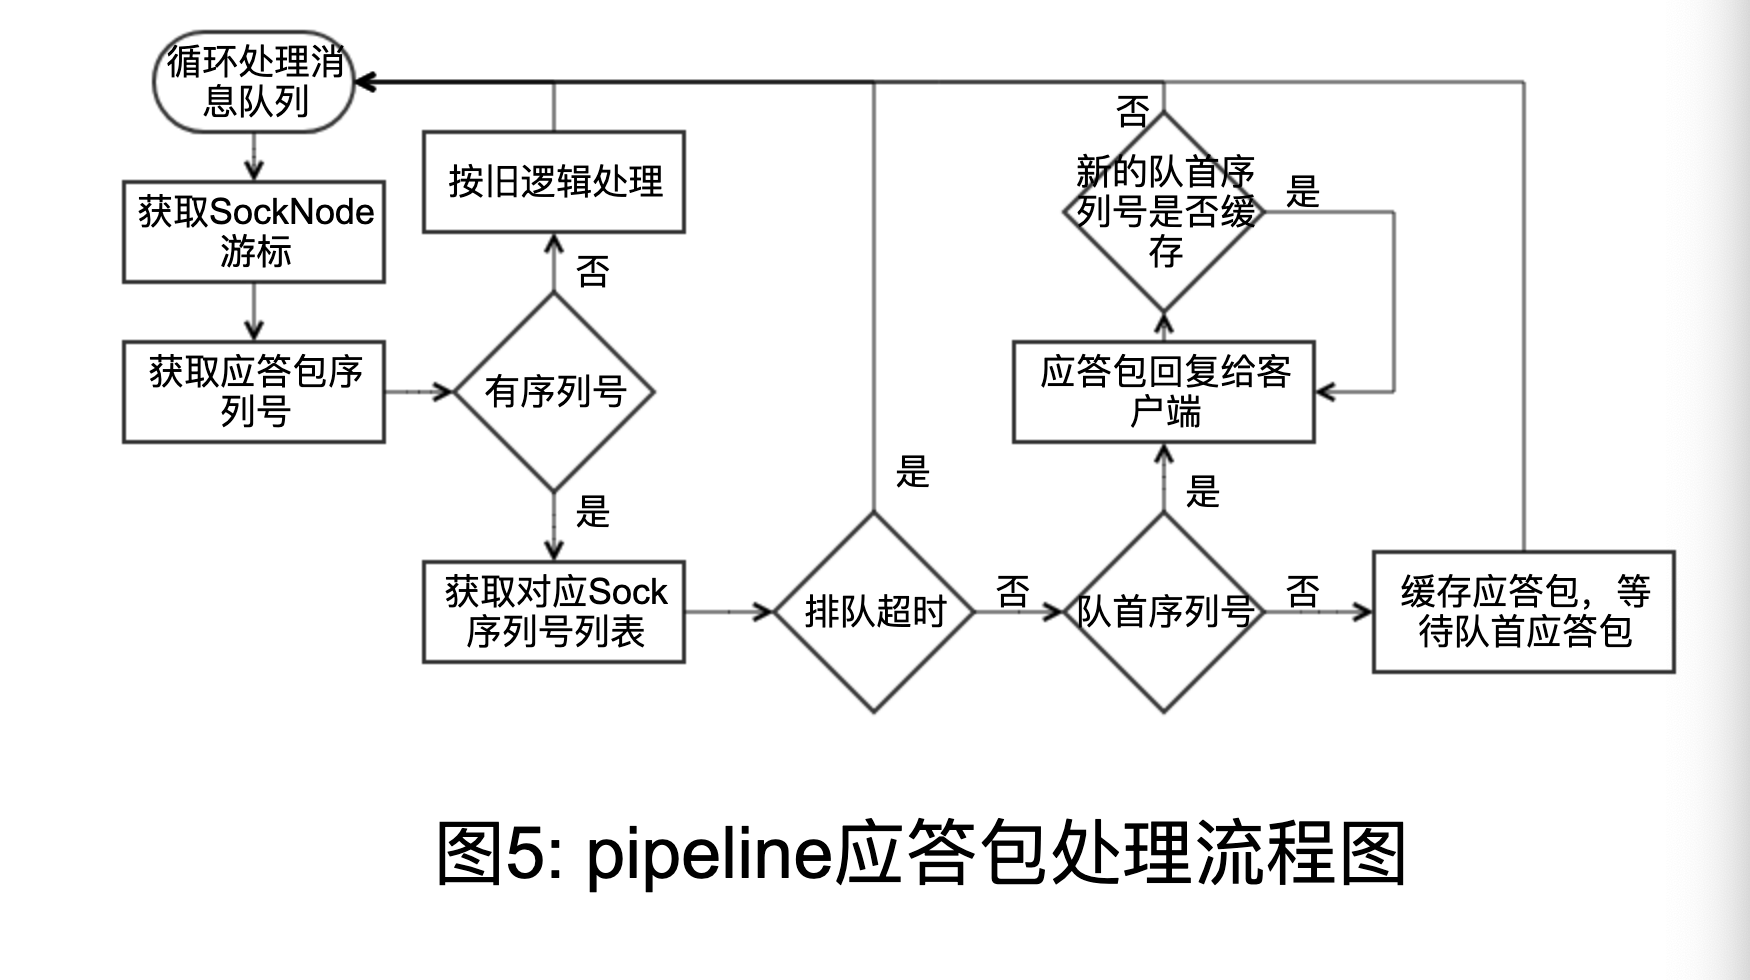 循环处理消
息队列
获取SockNode
游标
获取应答包序
列号
按旧逻辑处理
否
有序列号
是
获取对应Sock
序列号列表
排队超时
是
否
队首序列号
是
否
应答包回复给客
户端
新的队首序
列号是否缓
存
否
是
缓存应答包，等
待队首应答包
图5: pipeline应答包处理流程图